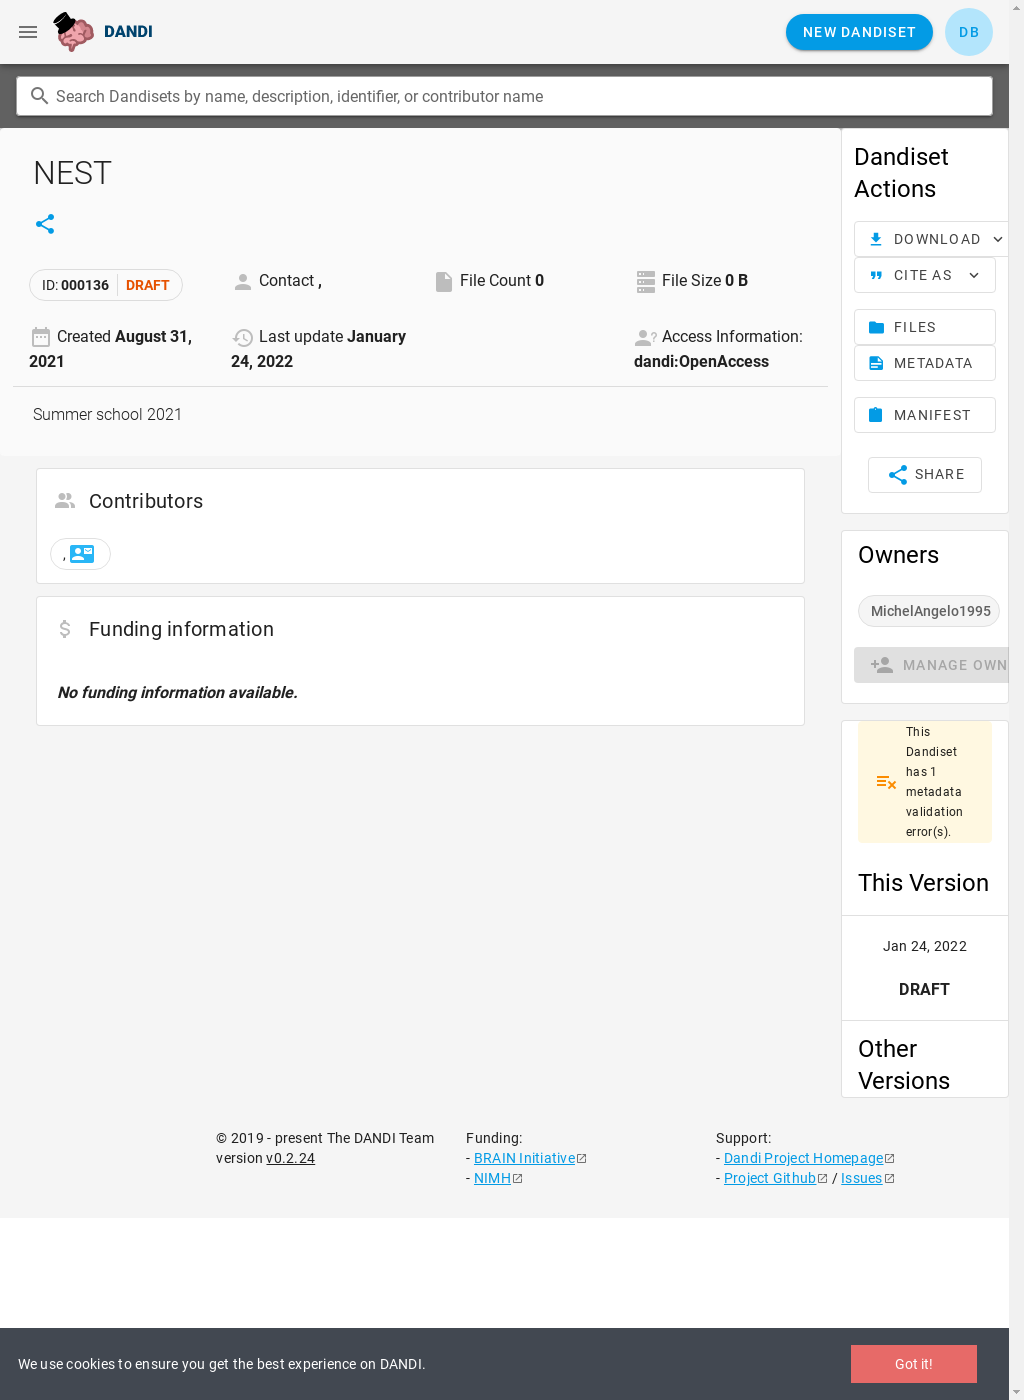 DANDI
NEW DANDISET
DB
Search Dandisets by name, description, identifier, or contributor name
NEST
ID: 000136 DRAFT
Contact ,
File Count 0
File Size 0 B
Created August 31,
2021
Last update January
24, 2022
Access Information:
dandi:OpenAccess
Summer school 2021
Contributors
,
Funding information
No funding information available.
Dandiset
Actions
DOWNLOAD
CITE AS
FILES
METADATA
MANIFEST
SHARE
Owners
MichelAngelo1995
MANAGE OWN
This
Dandiset
has 1
metadata
validation
error(s).
This Version
Jan 24, 2022
DRAFT
Other
Versions
© 2019 - present The DANDI Team
version v0.2.24
Funding:
- BRAIN Initiative
- NIMH
Support:
- Dandi Project Homepage
- Project Github / Issues
We use cookies to ensure you get the best experience on DANDI.
Got it!